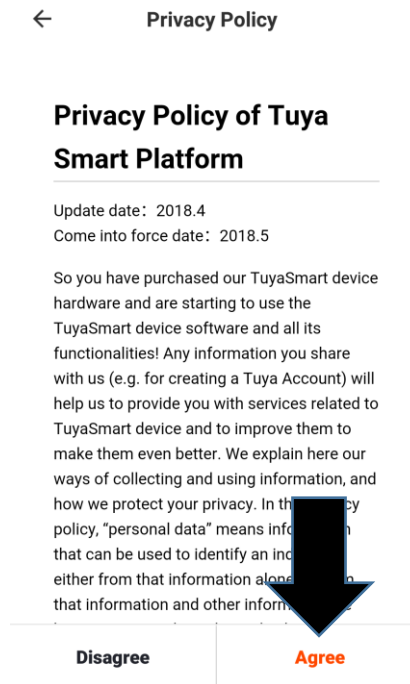 Privacy Policy
Privacy Policy of Tuya
Smart Platform
Update date：2018.4
Come into force date：2018.5
So you have purchased our TuyaSmart device
hardware and are starting to use the
TuyaSmart device software and all its
functionalities! Any information you share
with us (e.g. for creating a Tuya Account) will
help us to provide you with services related to
TuyaSmart device and to improve them to
make them even better. We explain here our
ways of collecting and using information, and
how we protect your privacy. In
policy, “personal data” means
that can be used to identify an
either from that information alone
that information and other
Disagree
Agree